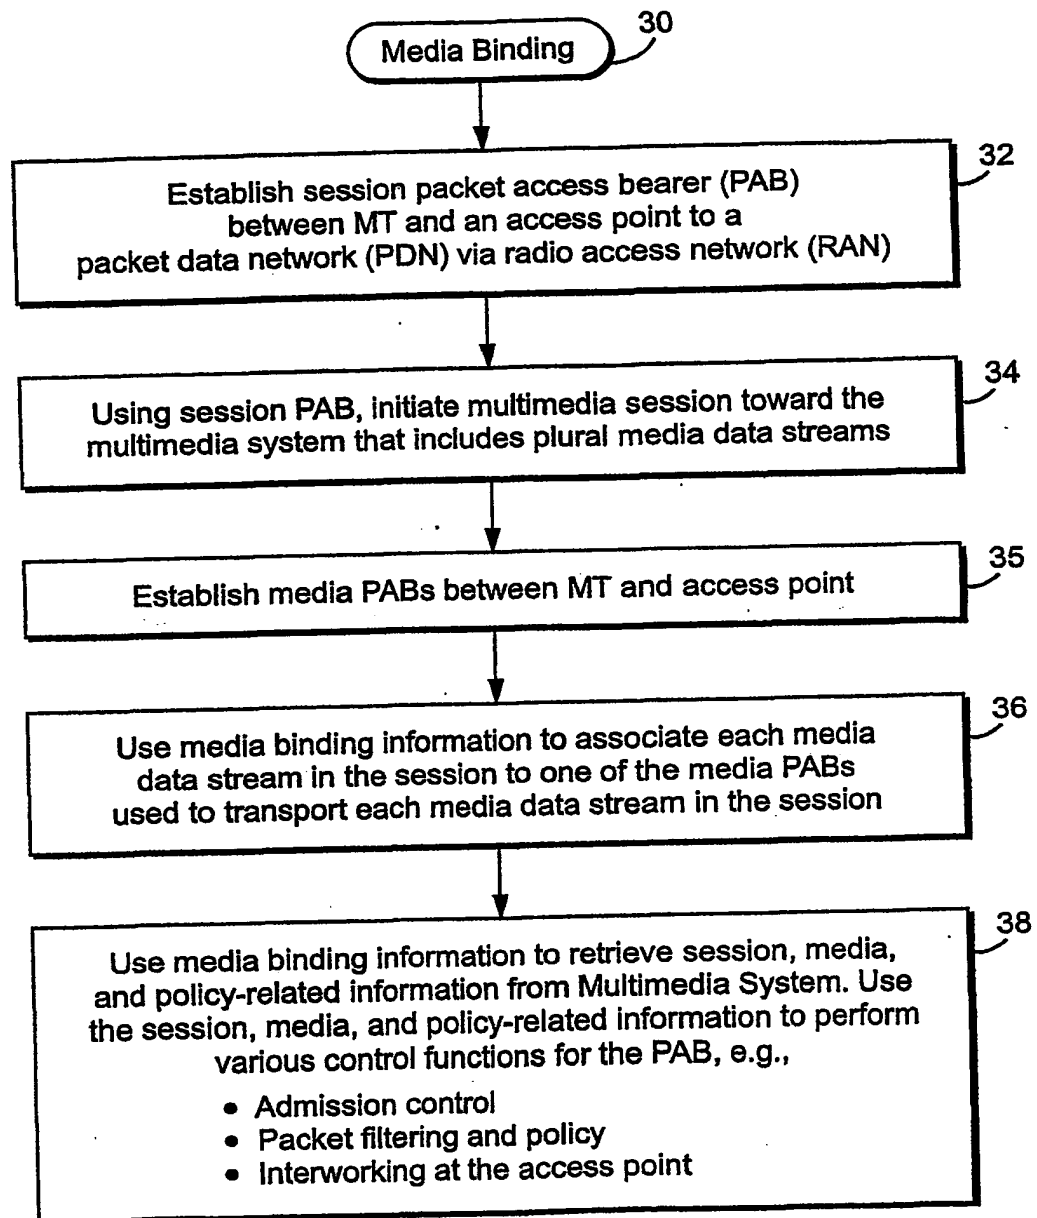 Media Binding
30
32
Establish session packet access bearer (PAB)
between MT and an access point to a
packet data network (PDN) via radio access network (RAN)
34
Using session PAB, initiate multimedia session toward the
multimedia system that includes plural media data streams
35
Establish media PABs between MT and access point
36
Use media binding information to associate each media
data stream in the session to one of the media PABs
used to transport each media data stream in the session
38
Use media binding information to retrieve session, media,
and policy-related information from Multimedia System. Use
the session, media, and policy-related information to perform
various control functions for the PAB, e.g.,
• Admission control
• Packet filtering and policy
• Interworking at the access point